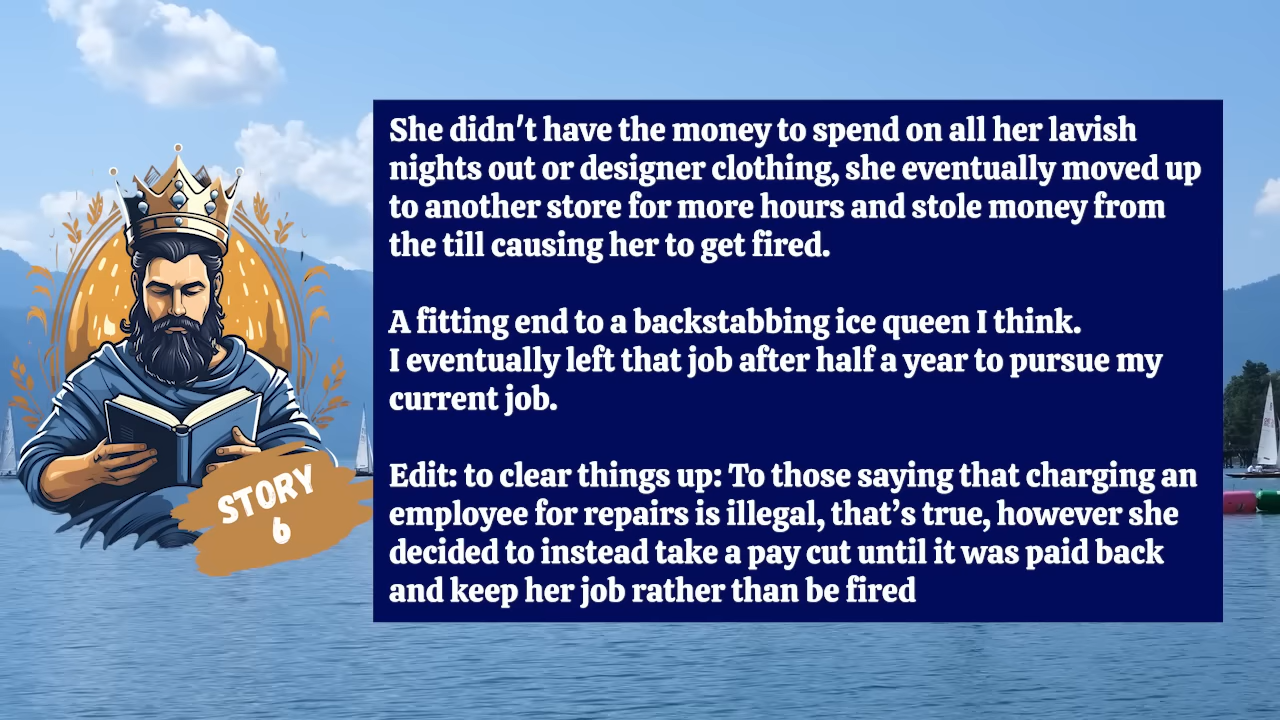 She didn't have the money to spend on all her lavish
nights out or designer clothing, she eventually moved up
to another store for more hours and stole money from
the till causing her to get fired.
A fitting end to a backstabbing ice queen I think.
I eventually left that job after half a year to pursue my
current job.
Edit: to clear things up: To those saying that charging an
employee for repairs is illegal, that’s true, however she
decided to instead take a pay cut until it was paid back
and keep her job rather than be fired
STORY
6